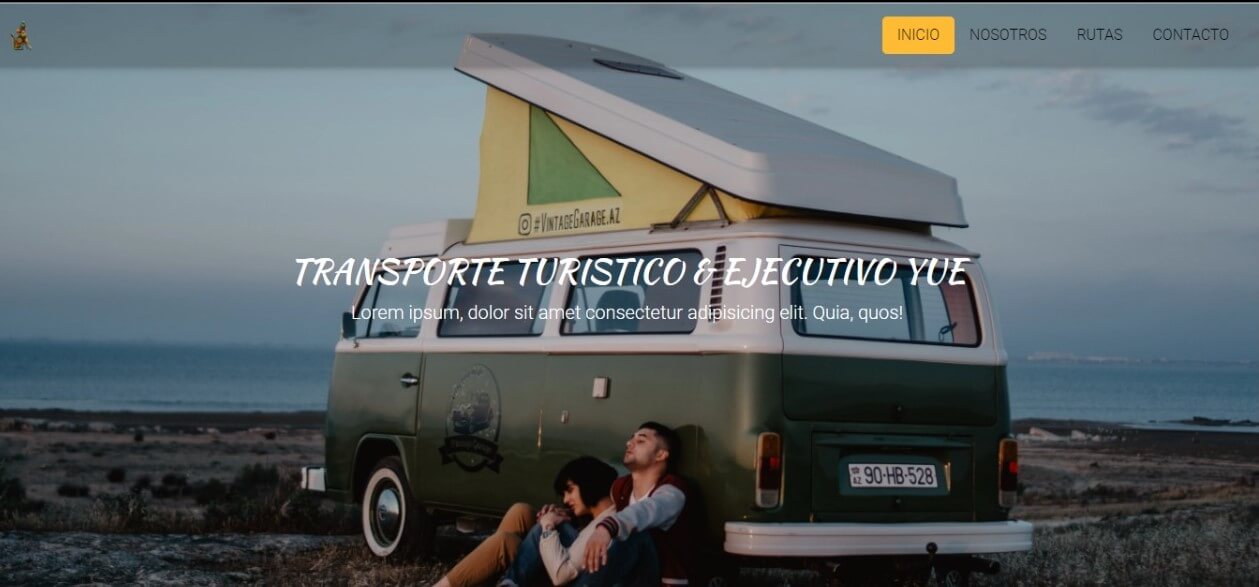 INICIO NOSOTROS RUTAS CONTACTO
#VINTAGEGARAGE.AZ
TRANSPORTE TURISTICO & EJECUTIVO YUE
Lorem ipsum, dolor sit amet consectetur adipisicing elit. Quia, quos!
AZ 90-HB-528